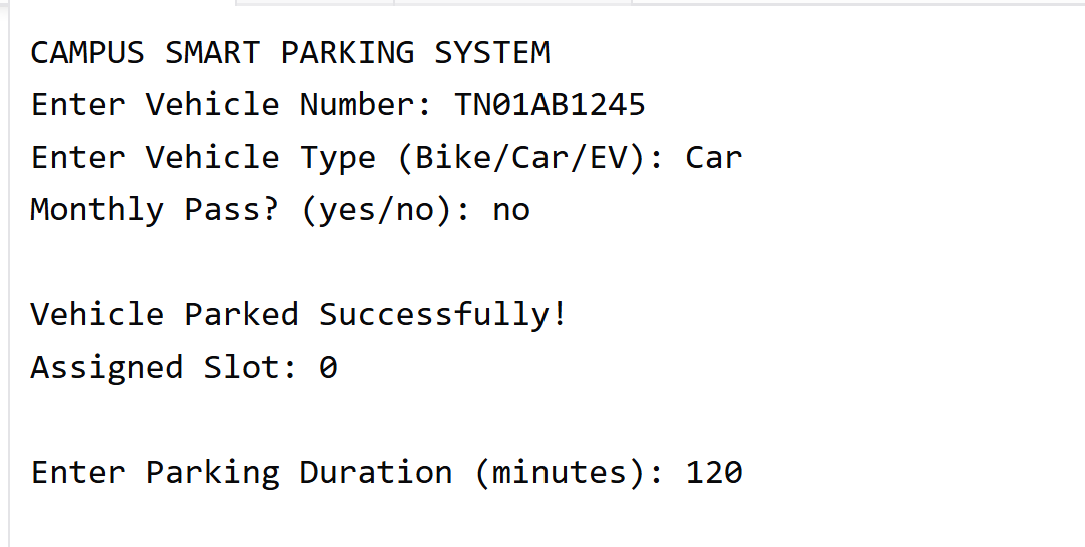 CAMPUS SMART PARKING SYSTEM
Enter Vehicle Number: TN01AB1245
Enter Vehicle Type (Bike/Car/EV): Car
Monthly Pass? (yes/no): no
Vehicle Parked Successfully!
Assigned Slot: 0
Enter Parking Duration (minutes): 120